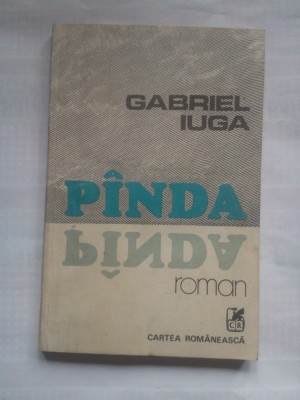 GABRIEL
IUGA
PÎNDA
PÎNDA
roman
CR
CARTEA ROMÂNEASCĂ